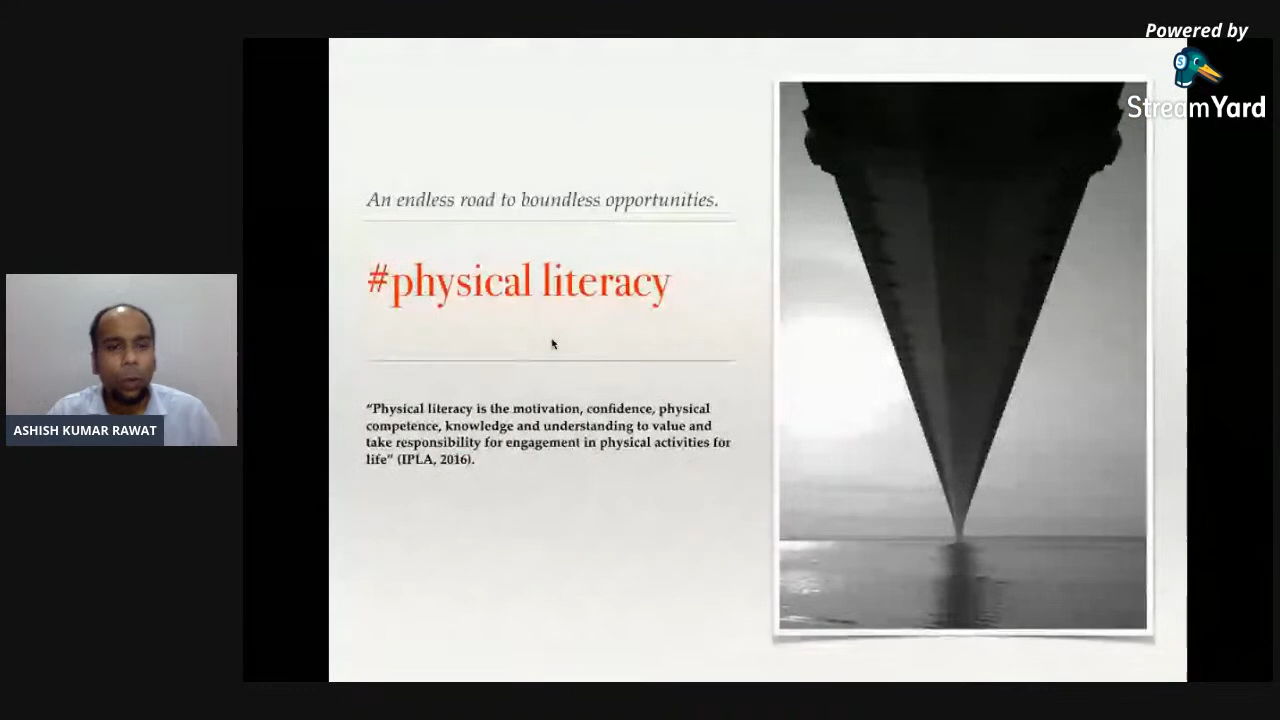 Powered by
StreamYard
An endless road to boundless opportunities.
#physical literacy
“Physical literacy is the motivation, confidence, physical
competence, knowledge and understanding to value and
take responsibility for engagement in physical activities for
life” (IPLA, 2016).
ASHISH KUMAR RAWAT